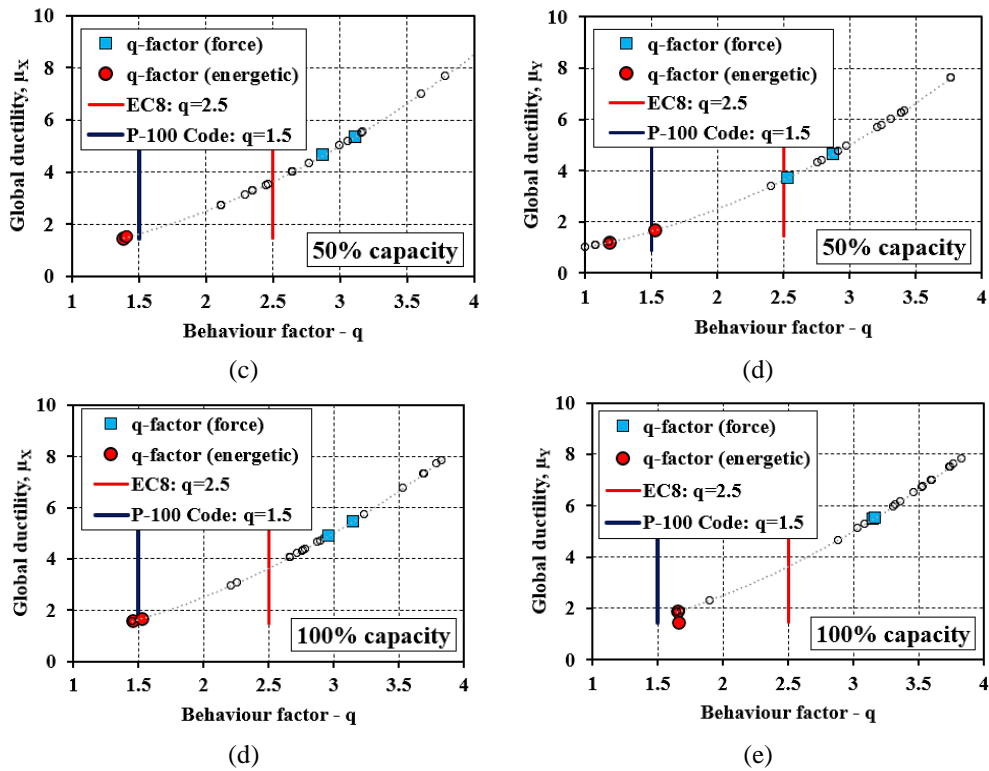 10
8
6
4
2
0
Global ductility, μX
q-factor (force)
q-factor (energetic)
EC8: q=2.5
P-100 Code: q=1.5
50% capacity
1 1.5 2 2.5 3 3.5 4
Behaviour factor - q
(c)
10
8
6
4
2
0
Global ductility, μY
q-factor (force)
q-factor (energetic)
EC8: q=2.5
P-100 Code: q=1.5
50% capacity
1 1.5 2 2.5 3 3.5 4
Behaviour factor - q
(d)
10
8
6
4
2
0
Global ductility, μX
q-factor (force)
q-factor (energetic)
EC8: q=2.5
P-100 Code: q=1.5
100% capacity
1 1.5 2 2.5 3 3.5 4
Behaviour factor - q
(d)
10
8
6
4
2
0
Global ductility, μY
q-factor (force)
q-factor (energetic)
EC8: q=2.5
P-100 Code: q=1.5
100% capacity
1 1.5 2 2.5 3 3.5 4
Behaviour factor - q
(e)